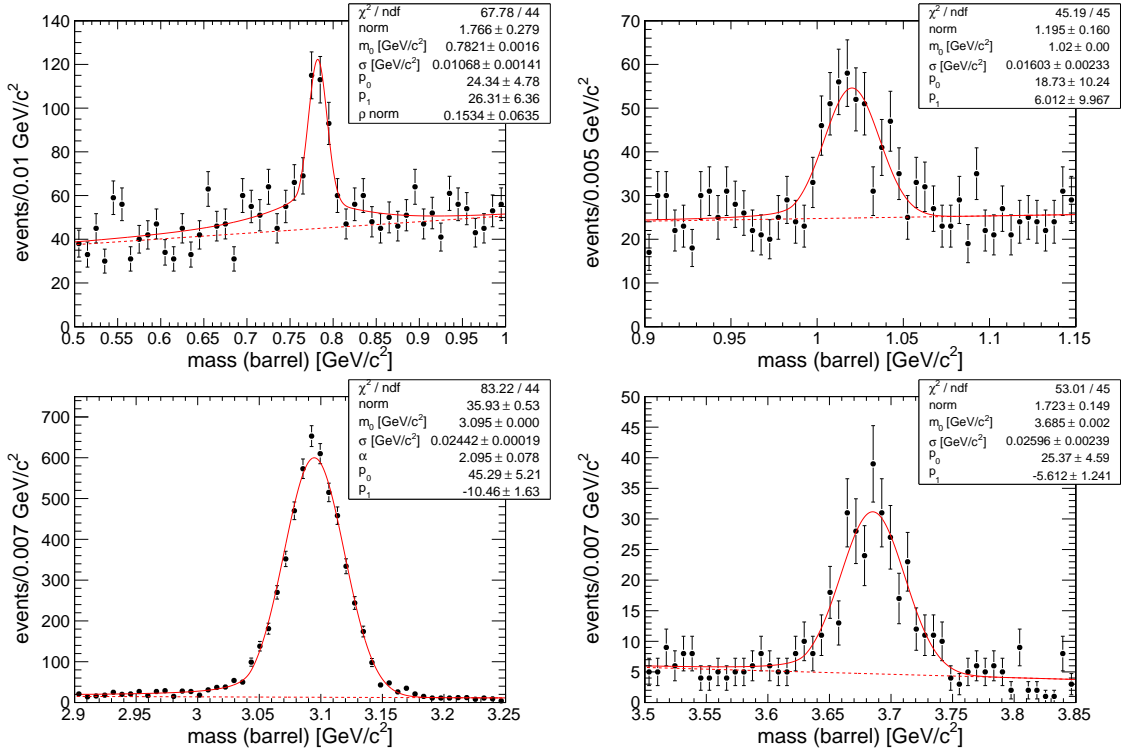 χ² / ndf 67.78 / 44
norm 1.766 ± 0.279
m₀ [GeV/c²] 0.7821 ± 0.0016
σ [GeV/c²] 0.01068 ± 0.00141
p₀ 24.34 ± 4.78
p₁ 26.31 ± 6.36
ρ norm 0.1534 ± 0.0635
events/0.01 GeV/c²
140
120
100
80
60
40
20
0
0.5 0.55 0.6 0.65 0.7 0.75 0.8 0.85 0.9 0.95 1
mass (barrel) [GeV/c²]
χ² / ndf 45.19 / 45
norm 1.195 ± 0.160
m₀ [GeV/c²] 1.02 ± 0.00
σ [GeV/c²] 0.01603 ± 0.00233
p₀ 18.73 ± 10.24
p₁ 6.012 ± 9.967
events/0.005 GeV/c²
70
60
50
40
30
20
10
0
0.9 0.95 1 1.05 1.1 1.15
mass (barrel) [GeV/c²]
χ² / ndf 83.22 / 44
norm 35.93 ± 0.53
m₀ [GeV/c²] 3.095 ± 0.000
σ [GeV/c²] 0.02442 ± 0.00019
α 2.095 ± 0.078
p₀ 45.29 ± 5.21
p₁ -10.46 ± 1.63
events/0.007 GeV/c²
700
600
500
400
300
200
100
0
2.9 2.95 3 3.05 3.1 3.15 3.2 3.25
mass (barrel) [GeV/c²]
χ² / ndf 53.01 / 45
norm 1.723 ± 0.149
m₀ [GeV/c²] 3.685 ± 0.002
σ [GeV/c²] 0.02596 ± 0.00239
p₀ 25.37 ± 4.59
p₁ -5.612 ± 1.241
events/0.007 GeV/c²
50
45
40
35
30
25
20
15
10
5
0
3.5 3.55 3.6 3.65 3.7 3.75 3.8 3.85
mass (barrel) [GeV/c²]